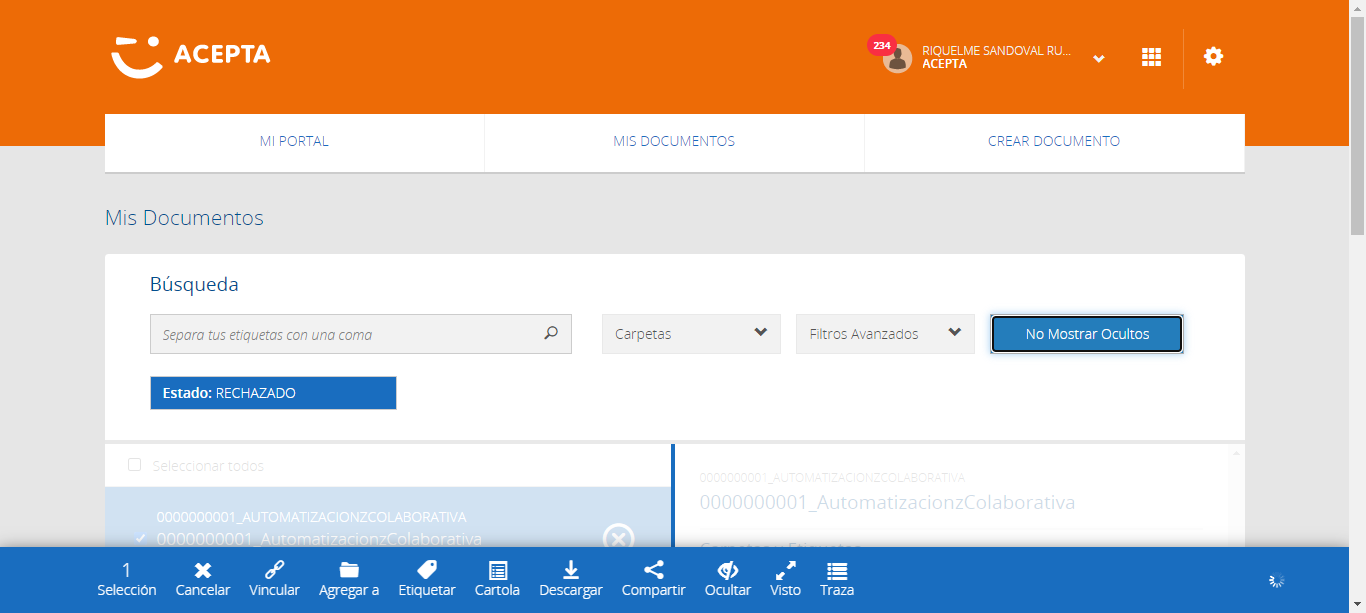 ACEPTA
234
RIQUELME SANDOVAL RU...
ACEPTA
MI PORTAL
MIS DOCUMENTOS
CREAR DOCUMENTO
Mis Documentos
Búsqueda
Separa tus etiquetas con una coma
Carpetas
Filtros Avanzados
No Mostrar Ocultos
Estado: RECHAZADO
Seleccionar todos
0000000001_AUTOMATIZACIONZCOLABORATIVA
0000000001_AutomatizacionzColaborativa
0000000001_AUTOMATIZACIONZCOLABORATIVA
0000000001_AutomatizacionzColaborativa
Carpetas y Etiquetas
1
Selección
Cancelar
Vincular
Agregar a
Etiquetar
Cartola
Descargar
Compartir
Ocultar
Visto
Traza